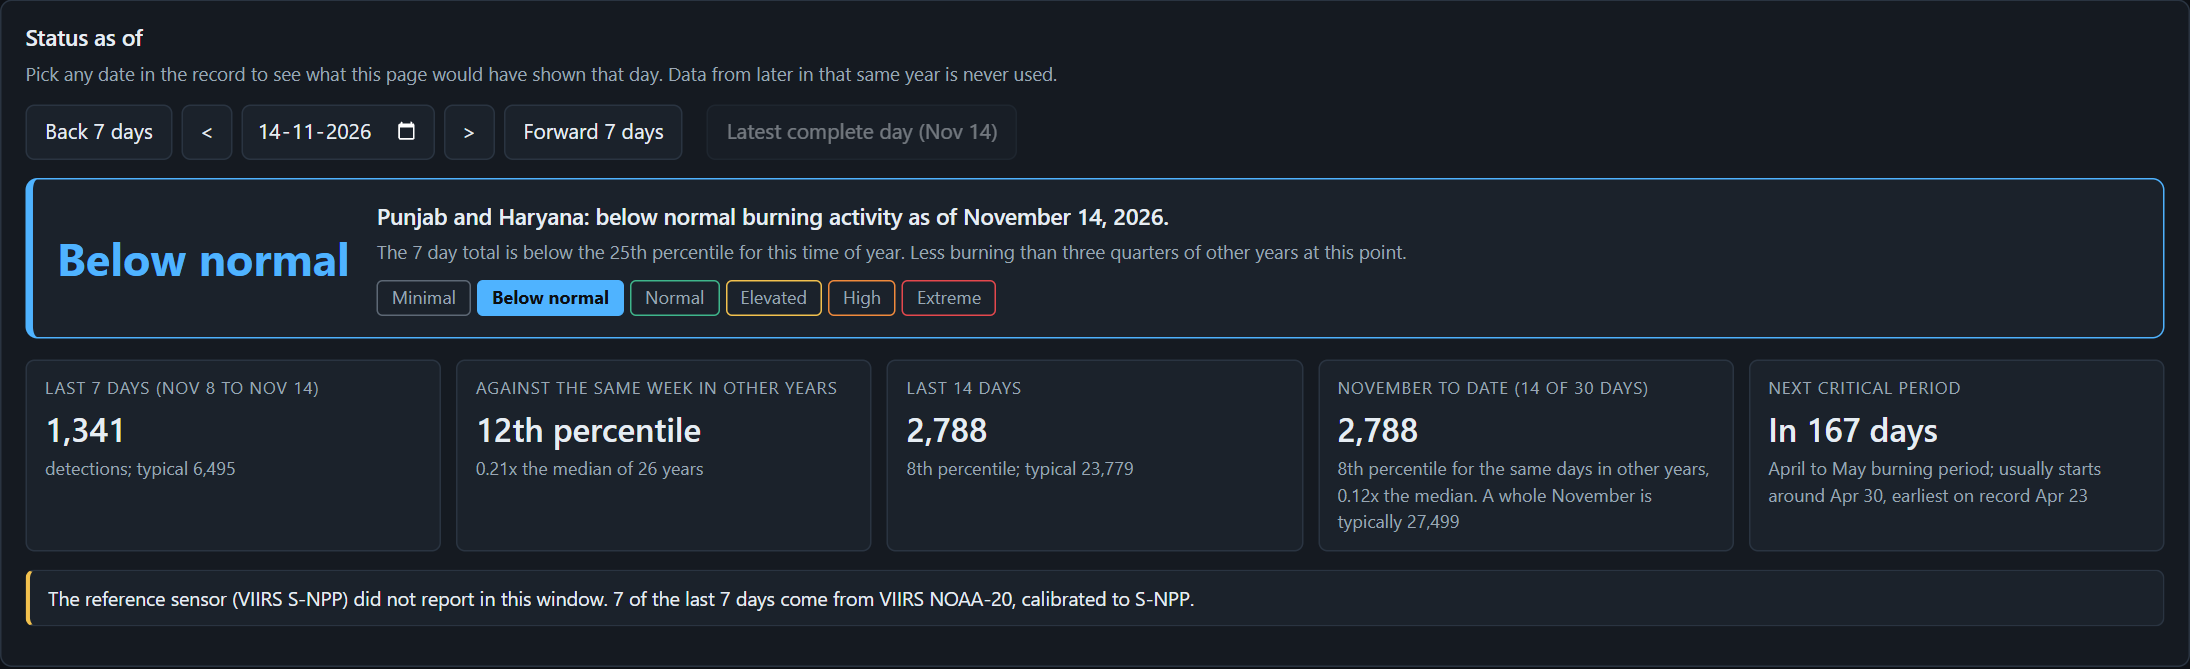 Status as of
Pick any date in the record to see what this page would have shown that day. Data from later in that same year is never used.
Back 7 days
<
14-11-2026
>
Forward 7 days
Latest complete day (Nov 14)
Below normal
Punjab and Haryana: below normal burning activity as of November 14, 2026.
The 7 day total is below the 25th percentile for this time of year. Less burning than three quarters of other years at this point.
Minimal
Below normal
Normal
Elevated
High
Extreme
LAST 7 DAYS (NOV 8 TO NOV 14)
1,341
detections; typical 6,495
AGAINST THE SAME WEEK IN OTHER YEARS
12th percentile
0.21x the median of 26 years
LAST 14 DAYS
2,788
8th percentile; typical 23,779
NOVEMBER TO DATE (14 OF 30 DAYS)
2,788
8th percentile for the same days in other years,
0.12x the median. A whole November is
typically 27,499
NEXT CRITICAL PERIOD
In 167 days
April to May burning period; usually starts
around Apr 30, earliest on record Apr 23
The reference sensor (VIIRS S-NPP) did not report in this window. 7 of the last 7 days come from VIIRS NOAA-20, calibrated to S-NPP.